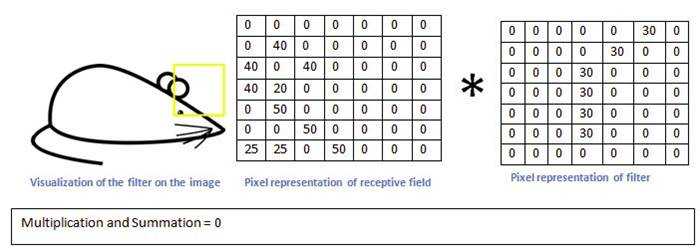 0 0 0 0 0 0 0
0 40 0 0 0 0 0
40 0 40 0 0 0 0
40 20 0 0 0 0 0
0 50 0 0 0 0 0
0 0 50 0 0 0 0
25 25 0 50 0 0 0
*
0 0 0 0 0 30 0
0 0 0 0 30 0 0
0 0 0 30 0 0 0
0 0 0 30 0 0 0
0 0 0 30 0 0 0
0 0 0 30 0 0 0
0 0 0 0 0 0 0
Visualization of the filter on the image
Pixel representation of receptive field
Pixel representation of filter
Multiplication and Summation = 0